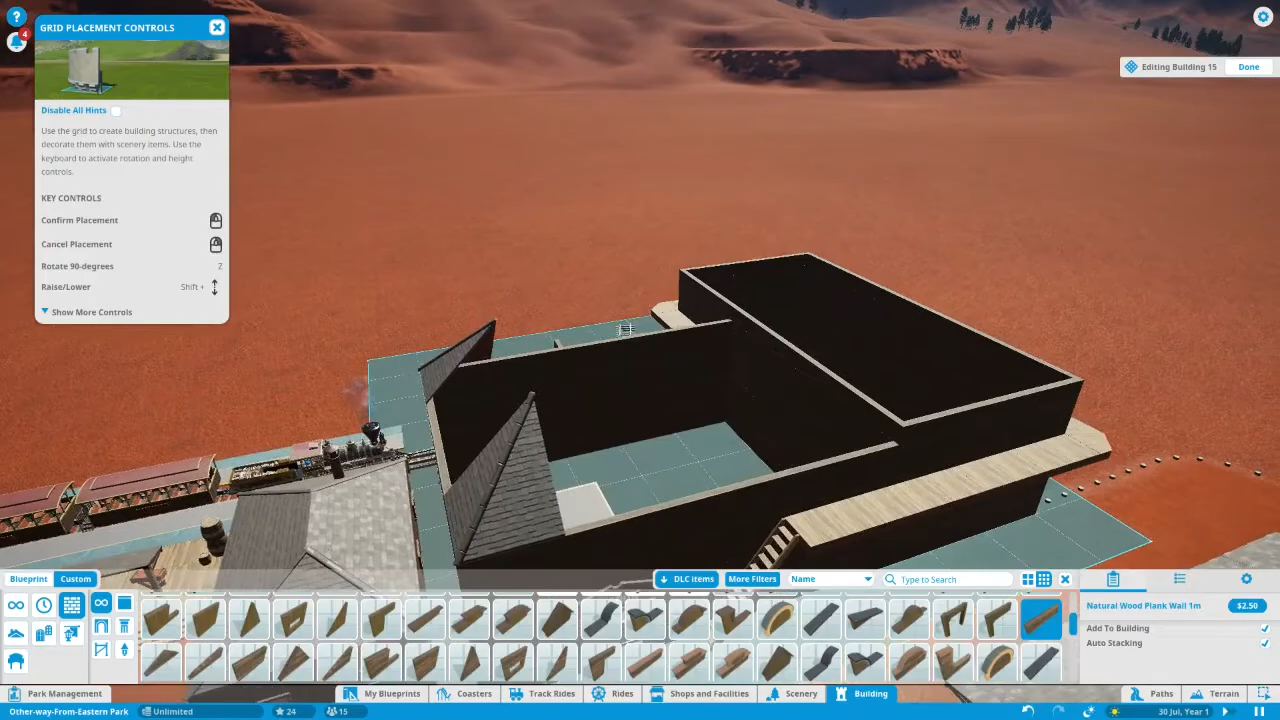 ?
4
GRID PLACEMENT CONTROLS
Disable All Hints
Use the grid to create building structures, then
decorate them with scenery items. Use the
keyboard to activate rotation and height
controls.
KEY CONTROLS
Confirm Placement
Cancel Placement
Rotate 90-degrees Z
Raise/Lower Shift +
Show More Controls
Editing Building 15 Done
Blueprint Custom DLC items More Filters Name Type to Search
Natural Wood Plank Wall 1m $2.50
Add To Building
Auto Stacking
Park Management My Blueprints Coasters Track Rides Rides Shops and Facilities Scenery Building Paths Terrain
Other-way-From-Eastern Park Unlimited 24 15 30 Jul, Year 1